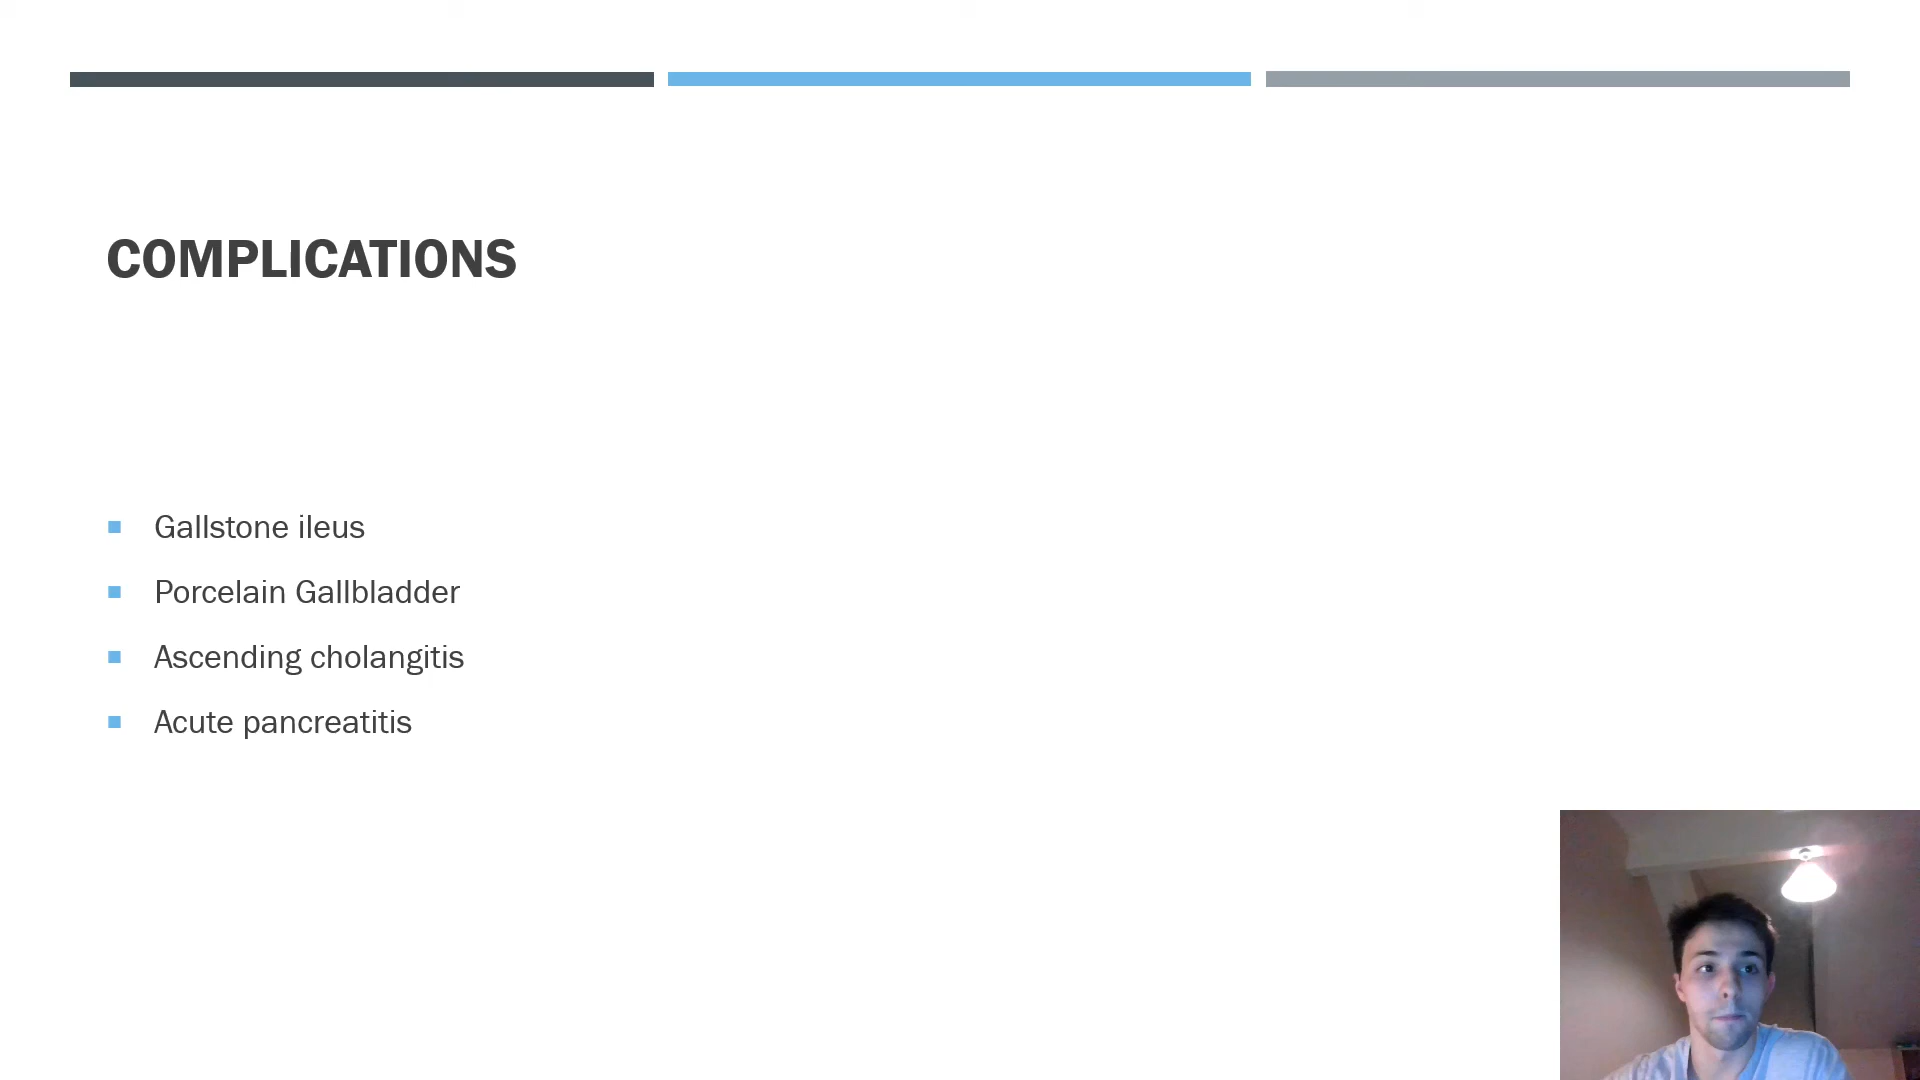 COMPLICATIONS
Gallstone ileus
Porcelain Gallbladder
Ascending cholangitis
Acute pancreatitis